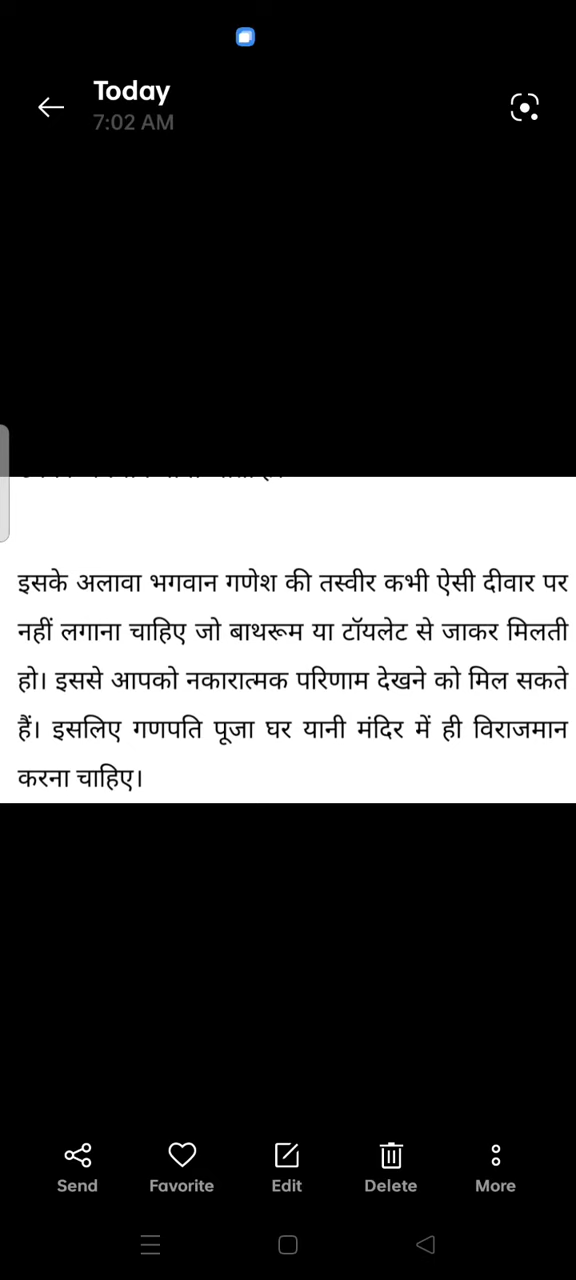 Today
7:02 AM
इसके अलावा भगवान गणेश की तस्वीर कभी ऐसी दीवार पर
नहीं लगाना चाहिए जो बाथरूम या टॉयलेट से जाकर मिलती
हो। इससे आपको नकारात्मक परिणाम देखने को मिल सकते
हैं। इसलिए गणपति पूजा घर यानी मंदिर में ही विराजमान
करना चाहिए।
Send Favorite Edit Delete More